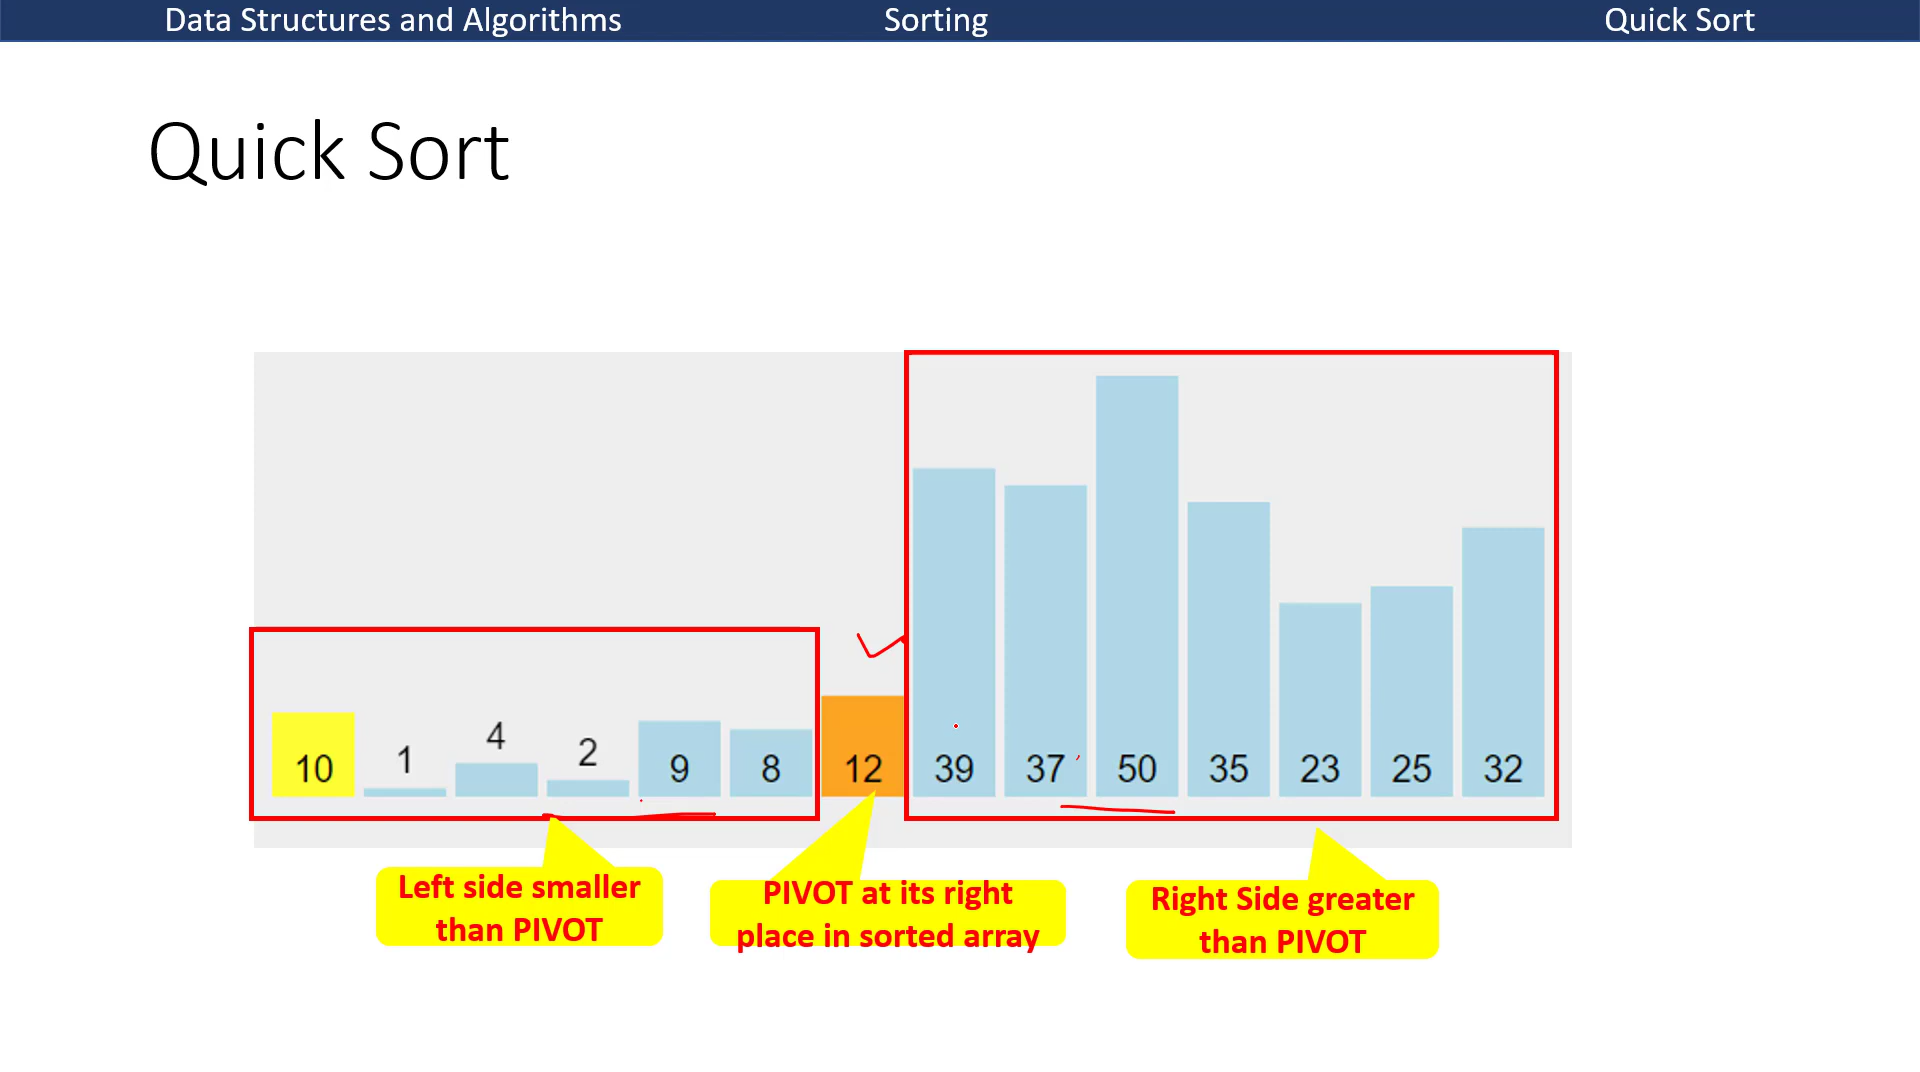 Data Structures and Algorithms Sorting Quick Sort
Quick Sort
10 1 4 2 9 8 12 39 37 50 35 23 25 32
Left side smaller
than PIVOT
PIVOT at its right
place in sorted array
Right Side greater
than PIVOT